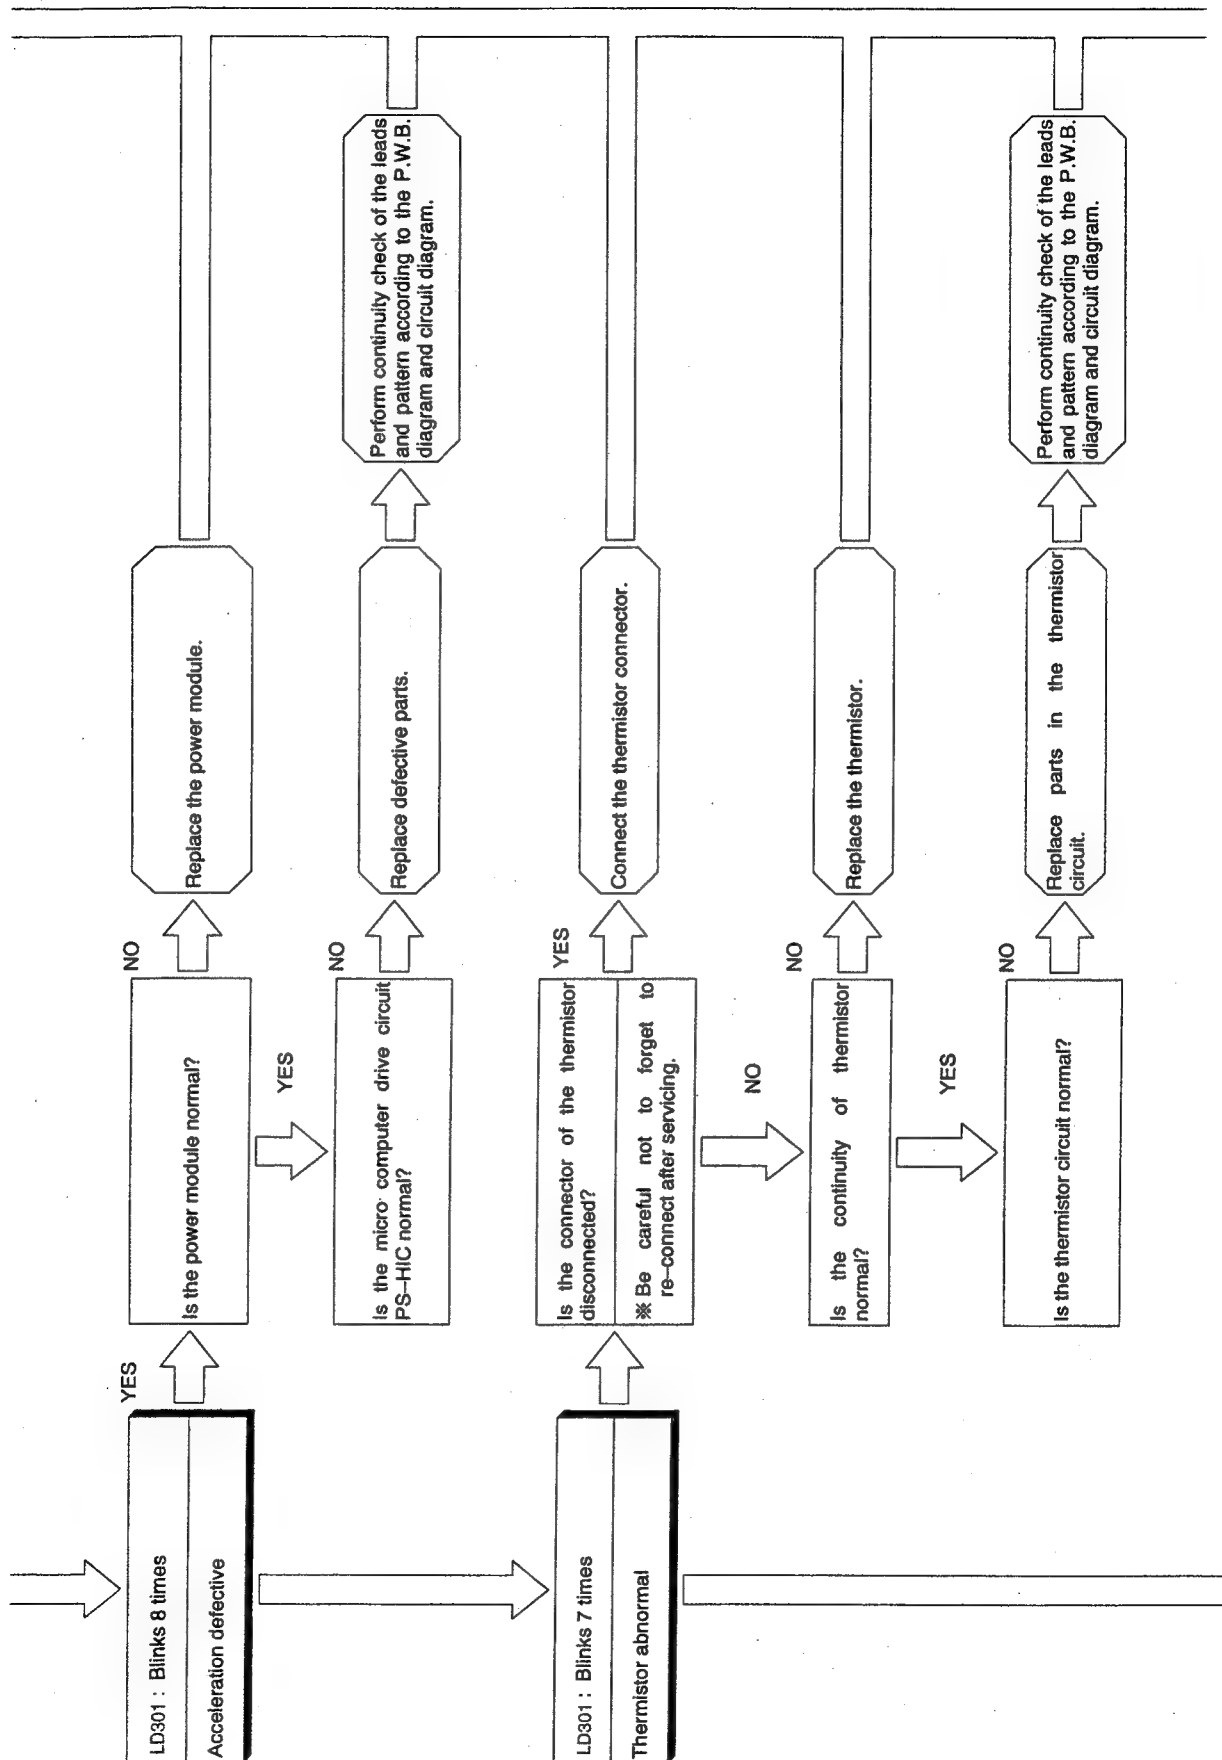 LD301 : Blinks 8 times
Acceleration defective
YES
Is the power module normal?
NO
Replace the power module.
YES
Is the micro computer drive circuit
PS–HIC normal?
NO
Replace defective parts.
Perform continuity check of the leads
and pattern according to the P.W.B.
diagram and circuit diagram.
LD301 : Blinks 7 times
Thermistor abnormal
Is the connector of the thermistor
disconnected?
※ Be careful not to forget to
re–connect after servicing.
YES
Connect the thermistor connector.
NO
Is the continuity of thermistor
normal?
NO
Replace the thermistor.
YES
Is the thermistor circuit normal?
NO
Replace parts in the thermistor
circuit.
Perform continuity check of the leads
and pattern according to the P.W.B.
diagram and circuit diagram.